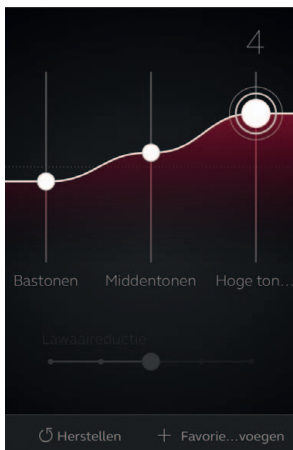 4
Bastonen Middentonen Hoge ton...
Lawaaireductie
Herstellen + Favorie...voegen